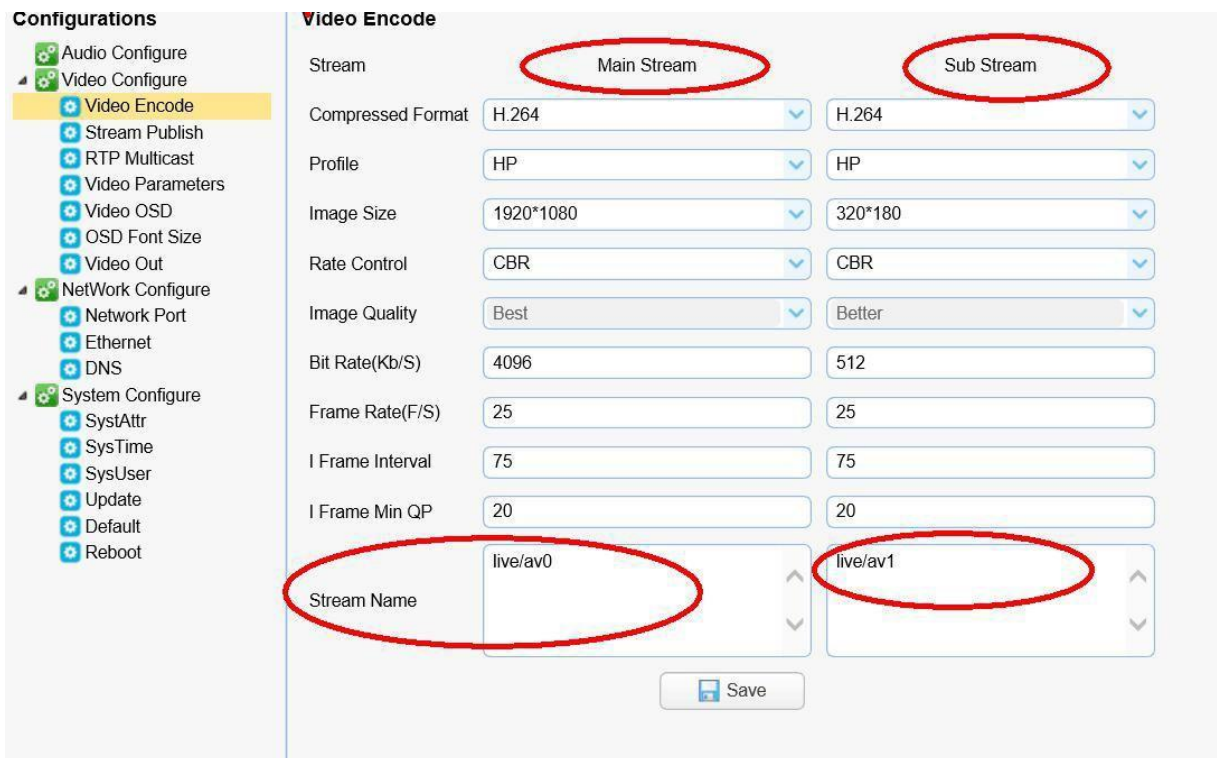 Configurations
Audio Configure
Video Configure
Video Encode
Stream Publish
RTP Multicast
Video Parameters
Video OSD
OSD Font Size
Video Out
NetWork Configure
Network Port
Ethernet
DNS
System Configure
SystAttr
SysTime
SysUser
Update
Default
Reboot
Video Encode
Stream Main Stream Sub Stream
Compressed Format H.264 H.264
Profile HP HP
Image Size 1920*1080 320*180
Rate Control CBR CBR
Image Quality Best Better
Bit Rate(Kb/S) 4096 512
Frame Rate(F/S) 25 25
I Frame Interval 75 75
I Frame Min QP 20 20
Stream Name live/av0 live/av1
Save